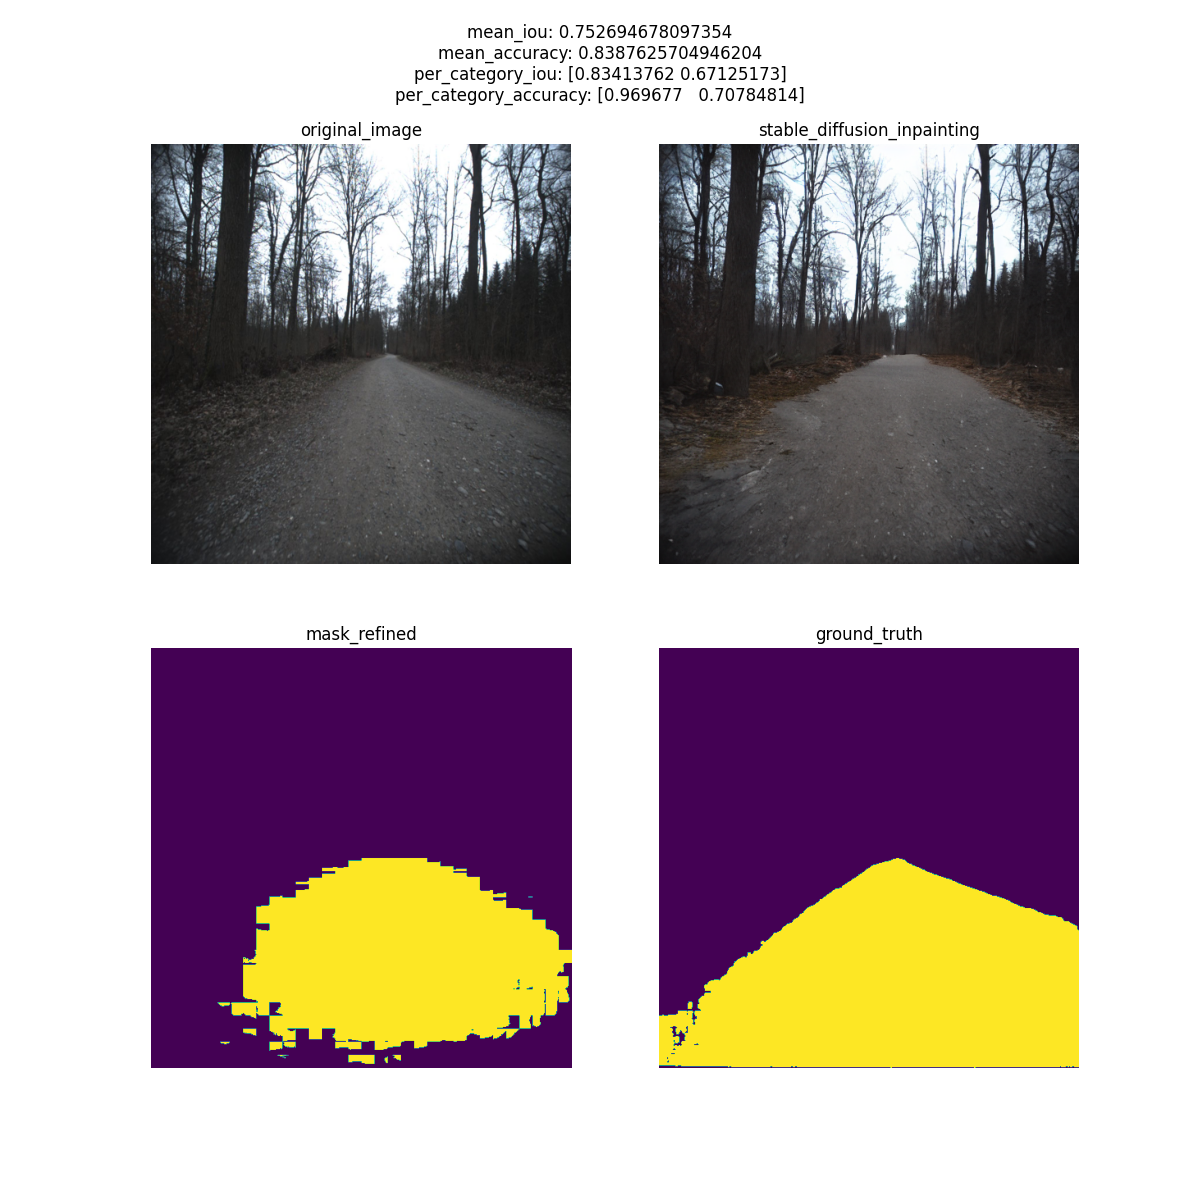 mean_iou: 0.752694678097354
mean_accuracy: 0.8387625704946204
per_category_iou: [0.83413762 0.67125173]
per_category_accuracy: [0.969677   0.70784814]
original_image
stable_diffusion_inpainting
mask_refined
ground_truth